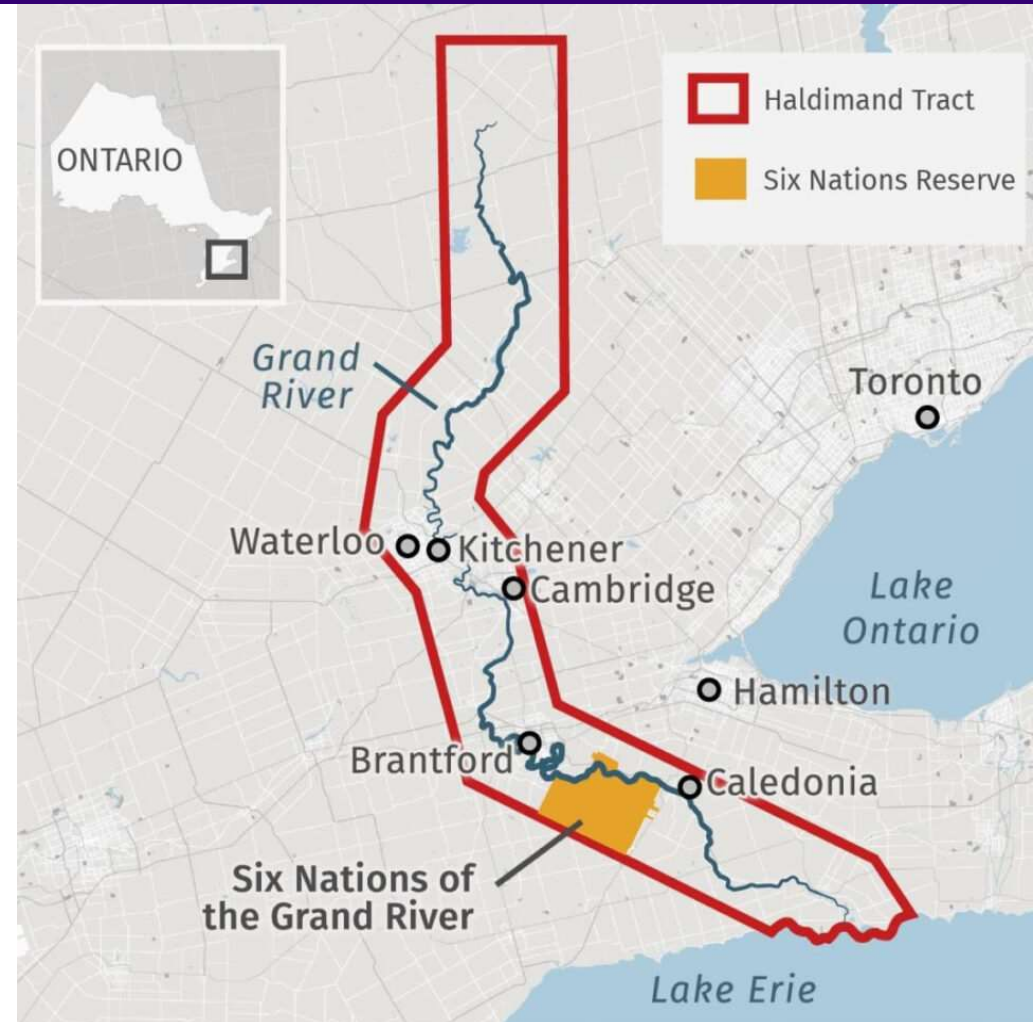 ONTARIO
Haldimand Tract
Six Nations Reserve
Grand
River
Toronto
Waterloo
Kitchener
Cambridge
Lake
Ontario
Hamilton
Brantford
Caledonia
Six Nations of
the Grand River
Lake Erie